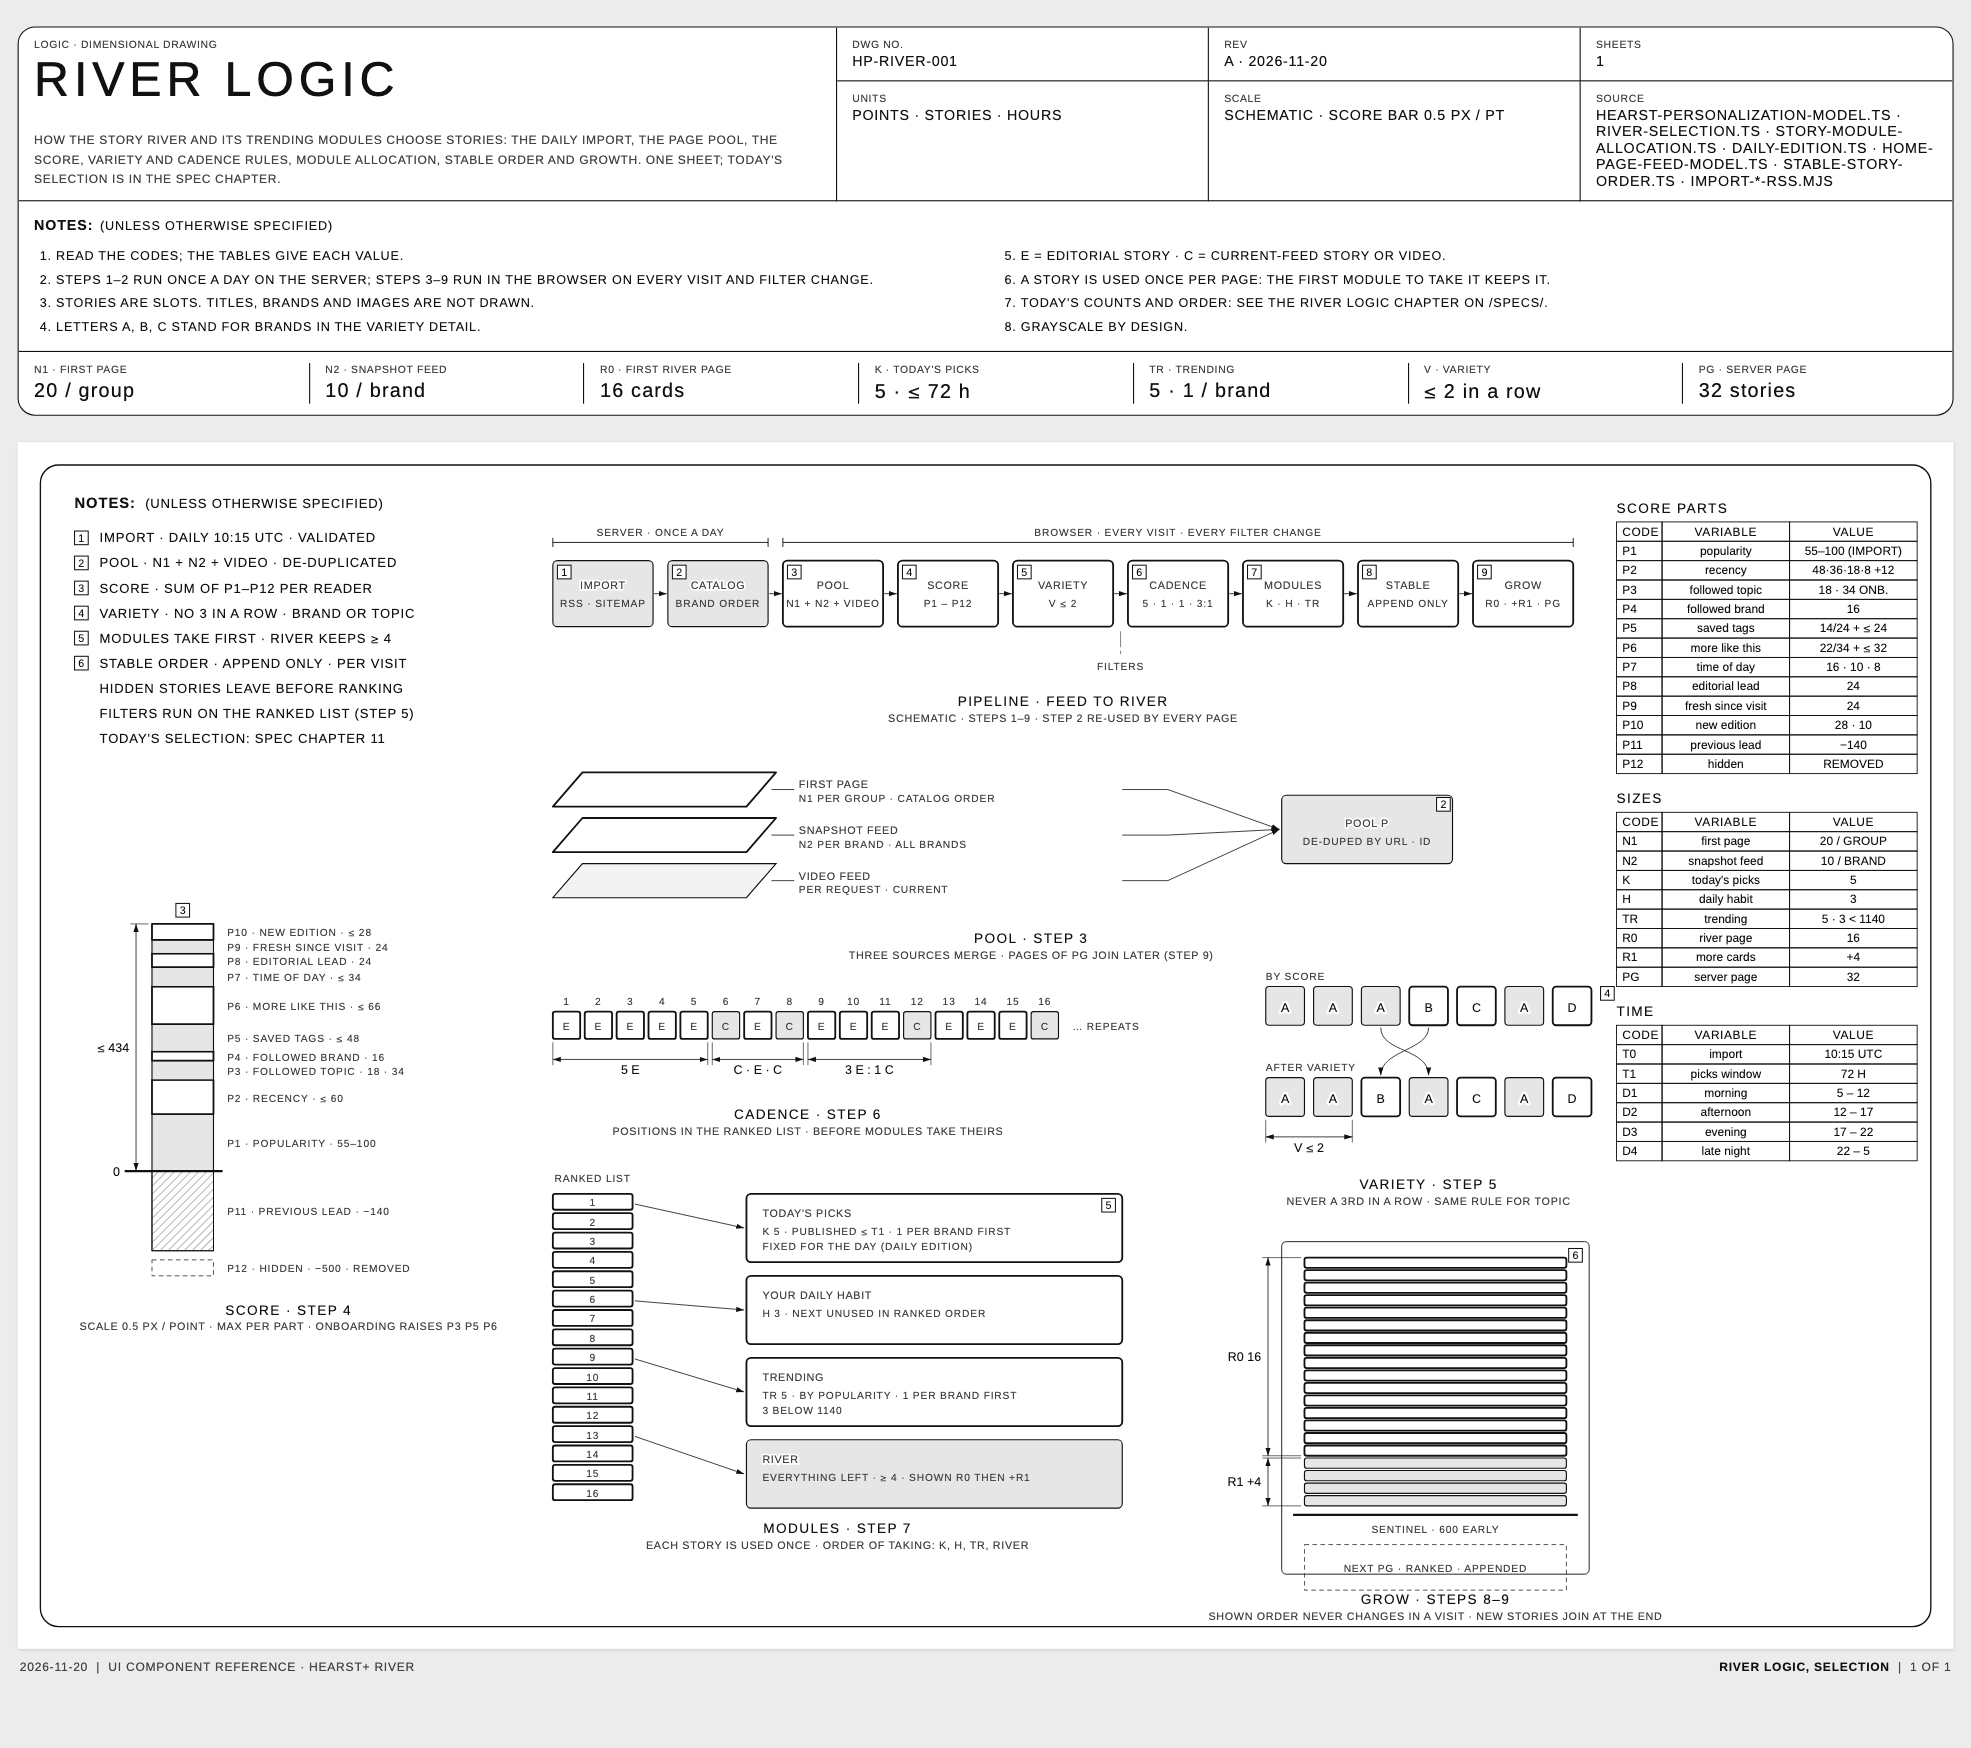 LOGIC · DIMENSIONAL DRAWING
RIVER LOGIC
HOW THE STORY RIVER AND ITS TRENDING MODULES CHOOSE STORIES: THE DAILY IMPORT, THE PAGE POOL, THE
SCORE, VARIETY AND CADENCE RULES, MODULE ALLOCATION, STABLE ORDER AND GROWTH. ONE SHEET; TODAY'S
SELECTION IS IN THE SPEC CHAPTER.
DWG NO.
HP-RIVER-001
REV
A · 2026-11-20
SHEETS
1
UNITS
POINTS · STORIES · HOURS
SCALE
SCHEMATIC · SCORE BAR 0.5 PX / PT
SOURCE
HEARST-PERSONALIZATION-MODEL.TS ·
RIVER-SELECTION.TS · STORY-MODULE-
ALLOCATION.TS · DAILY-EDITION.TS · HOME-
PAGE-FEED-MODEL.TS · STABLE-STORY-
ORDER.TS · IMPORT-*-RSS.MJS
NOTES: (UNLESS OTHERWISE SPECIFIED)
1. READ THE CODES; THE TABLES GIVE EACH VALUE.
2. STEPS 1–2 RUN ONCE A DAY ON THE SERVER; STEPS 3–9 RUN IN THE BROWSER ON EVERY VISIT AND FILTER CHANGE.
3. STORIES ARE SLOTS. TITLES, BRANDS AND IMAGES ARE NOT DRAWN.
4. LETTERS A, B, C STAND FOR BRANDS IN THE VARIETY DETAIL.
5. E = EDITORIAL STORY · C = CURRENT-FEED STORY OR VIDEO.
6. A STORY IS USED ONCE PER PAGE: THE FIRST MODULE TO TAKE IT KEEPS IT.
7. TODAY'S COUNTS AND ORDER: SEE THE RIVER LOGIC CHAPTER ON /SPECS/.
8. GRAYSCALE BY DESIGN.
N1 · FIRST PAGE
20 / group
N2 · SNAPSHOT FEED
10 / brand
R0 · FIRST RIVER PAGE
16 cards
K · TODAY'S PICKS
5 · ≤ 72 h
TR · TRENDING
5 · 1 / brand
V · VARIETY
≤ 2 in a row
PG · SERVER PAGE
32 stories
NOTES: (UNLESS OTHERWISE SPECIFIED)
1 IMPORT · DAILY 10:15 UTC · VALIDATED
2 POOL · N1 + N2 + VIDEO · DE-DUPLICATED
3 SCORE · SUM OF P1–P12 PER READER
4 VARIETY · NO 3 IN A ROW · BRAND OR TOPIC
5 MODULES TAKE FIRST · RIVER KEEPS ≥ 4
6 STABLE ORDER · APPEND ONLY · PER VISIT
HIDDEN STORIES LEAVE BEFORE RANKING
FILTERS RUN ON THE RANKED LIST (STEP 5)
TODAY'S SELECTION: SPEC CHAPTER 11
SERVER · ONCE A DAY
BROWSER · EVERY VISIT, EVERY FILTER CHANGE
1
IMPORT
RSS · SITEMAP
2
CATALOG
BRAND ORDER
3
POOL
N1 + N2 + VIDEO
4
SCORE
P1 – P12
5
VARIETY
V ≤ 2
6
CADENCE
5 · 1 · 1 · 3:1
7
MODULES
K · H · TR
8
STABLE
APPEND ONLY
9
GROW
R0 · +R1 · PG
FILTERS
PIPELINE · FEED TO RIVER
SCHEMATIC · STEPS 1–9 · STEP 2 RE-USED BY EVERY PAGE
FIRST PAGE
N1 PER GROUP · CATALOG ORDER
SNAPSHOT FEED
N2 PER BRAND · ALL BRANDS
VIDEO FEED
PER REQUEST · CURRENT
2
POOL P
DE-DUPED BY URL · ID
POOL · STEP 3
THREE SOURCES MERGE · PAGES OF PG JOIN LATER (STEP 9)
3
P10 · NEW EDITION · ≤ 28
P9 · FRESH SINCE VISIT · 24
P8 · EDITORIAL LEAD · 24
P7 · TIME OF DAY · ≤ 34
P6 · MORE LIKE THIS · ≤ 66
P5 · SAVED TAGS · ≤ 48
≤ 434
P4 · FOLLOWED BRAND · 16
P3 · FOLLOWED TOPIC · 18 · 34
P2 · RECENCY · ≤ 60
P1 · POPULARITY · 55–100
0
P11 · PREVIOUS LEAD · −140
P12 · HIDDEN · −500 · REMOVED
SCORE · STEP 4
SCALE 0.5 PX / POINT · MAX PER PART · ONBOARDING RAISES P3 P5 P6
1 2 3 4 5 6 7 8 9 10 11 12 13 14 15 16
E E E E E C E C E E E C E E E C … REPEATS
5 E
C · E · C
3 E : 1 C
CADENCE · STEP 6
POSITIONS IN THE RANKED LIST · BEFORE MODULES TAKE THEIRS
BY SCORE
4
A A A B C A D
AFTER VARIETY
A A B A C A D
V ≤ 2
VARIETY · STEP 5
NEVER A 3RD IN A ROW · SAME RULE FOR TOPIC
RANKED LIST
1
2
3
4
5
6
7
8
9
10
11
12
13
14
15
16
5
TODAY'S PICKS
K 5 · PUBLISHED ≤ T1 · 1 PER BRAND FIRST
FIXED FOR THE DAY (DAILY EDITION)
YOUR DAILY HABIT
H 3 · NEXT UNUSED IN RANKED ORDER
TRENDING
TR 5 · BY POPULARITY · 1 PER BRAND FIRST
3 BELOW 1140
RIVER
EVERYTHING LEFT · ≥ 4 · SHOWN R0 THEN +R1
MODULES · STEP 7
EACH STORY IS USED ONCE · ORDER OF TAKING: K, H, TR, RIVER
6
R0 16
R1 +4
SENTINEL · 600 EARLY
NEXT PG · RANKED · APPENDED
GROW · STEPS 8–9
SHOWN ORDER NEVER CHANGES IN A VISIT · NEW STORIES JOIN AT THE END
SCORE PARTS
CODE VARIABLE VALUE
P1 popularity 55–100 (IMPORT)
P2 recency 48·36·18·8 +12
P3 followed topic 18 · 34 ONB.
P4 followed brand 16
P5 saved tags 14/24 + ≤ 24
P6 more like this 22/34 + ≤ 32
P7 time of day 16 · 10 · 8
P8 editorial lead 24
P9 fresh since visit 24
P10 new edition 28 · 10
P11 previous lead −140
P12 hidden REMOVED
SIZES
CODE VARIABLE VALUE
N1 first page 20 / GROUP
N2 snapshot feed 10 / BRAND
K today's picks 5
H daily habit 3
TR trending 5 · 3 < 1140
R0 river page 16
R1 more cards +4
PG server page 32
TIME
CODE VARIABLE VALUE
T0 import 10:15 UTC
T1 picks window 72 H
D1 morning 5 – 12
D2 afternoon 12 – 17
D3 evening 17 – 22
D4 late night 22 – 5
2026-11-20 | UI COMPONENT REFERENCE · HEARST+ RIVER
RIVER LOGIC, SELECTION | 1 OF 1